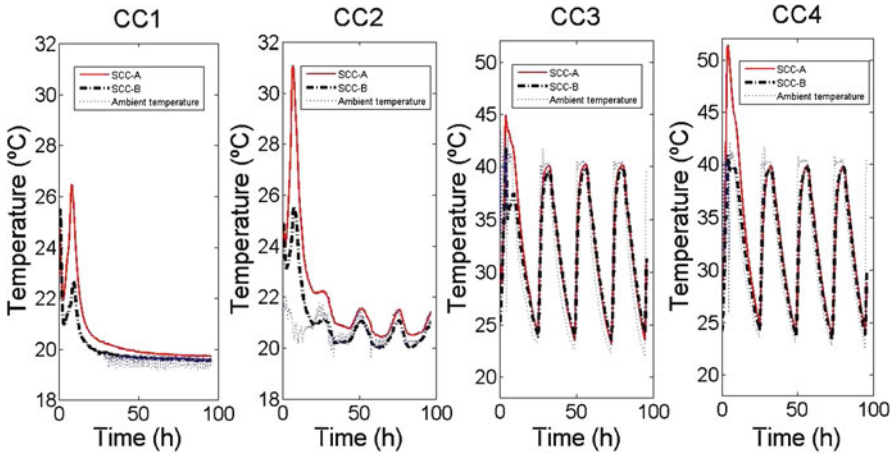 CC1
CC2
CC3
CC4
Temperature (ºC)
32
30
28
26
24
22
20
18
SCC-A
SCC-B
Ambient temperature
0
50
100
Time (h)
Temperature (ºC)
32
30
28
26
24
22
20
18
SCC-A
SCC-B
Ambient temperature
0
50
100
Time (h)
Temperature (ºC)
50
45
40
35
30
25
20
SCC-A
SCC-B
Ambient temperature
0
50
100
Time (h)
Temperature (ºC)
50
45
40
35
30
25
20
SCC-A
SCC-B
Ambient temperature
0
50
100
Time (h)